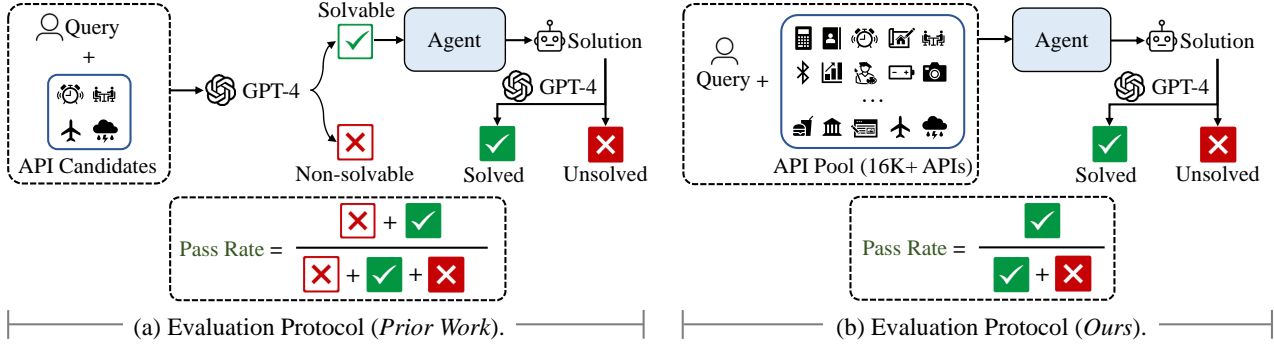 Query
+
API Candidates
GPT-4
Solvable
Non-solvable
Agent
Solution
GPT-4
Solved
Unsolved
Pass Rate =
+
+ +
(a) Evaluation Protocol (Prior Work).
Query +
...
API Pool (16K+ APIs)
Agent
Solution
GPT-4
Solved
Unsolved
Pass Rate =
+
(b) Evaluation Protocol (Ours).